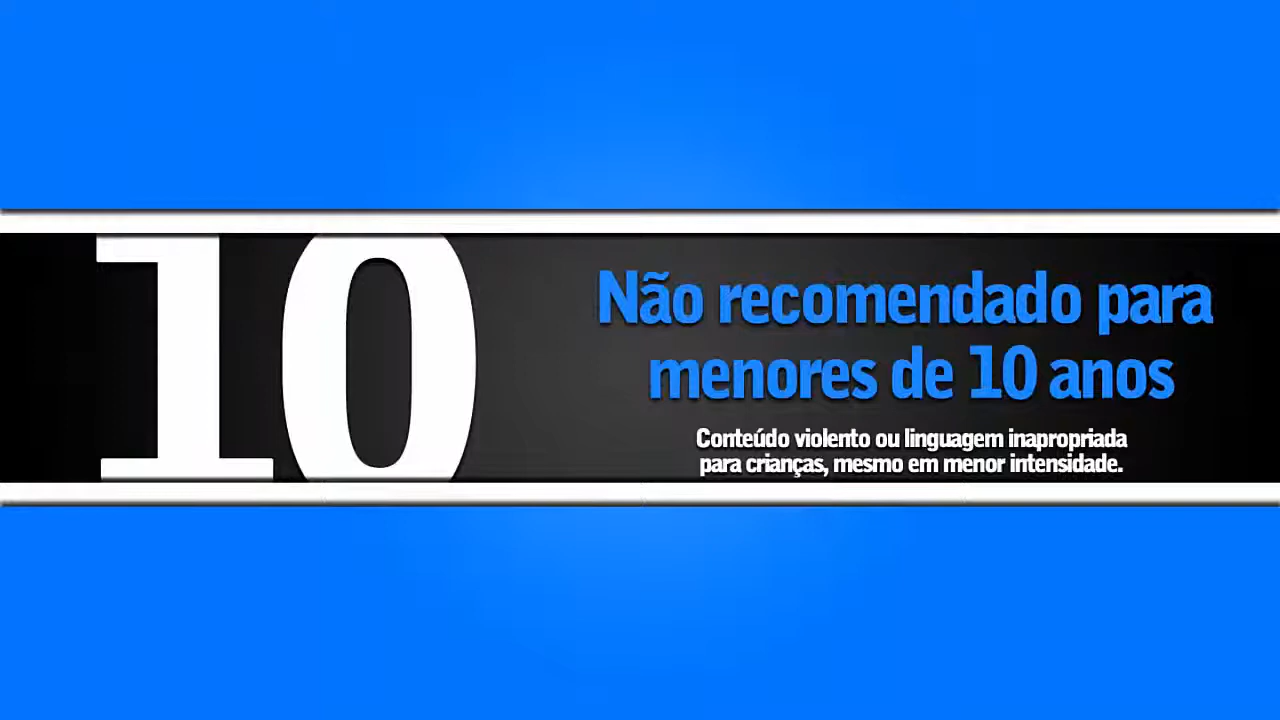 10
Não recomendado para
menores de 10 anos
Conteúdo violento ou linguagem inapropriada
para crianças, mesmo em menor intensidade.